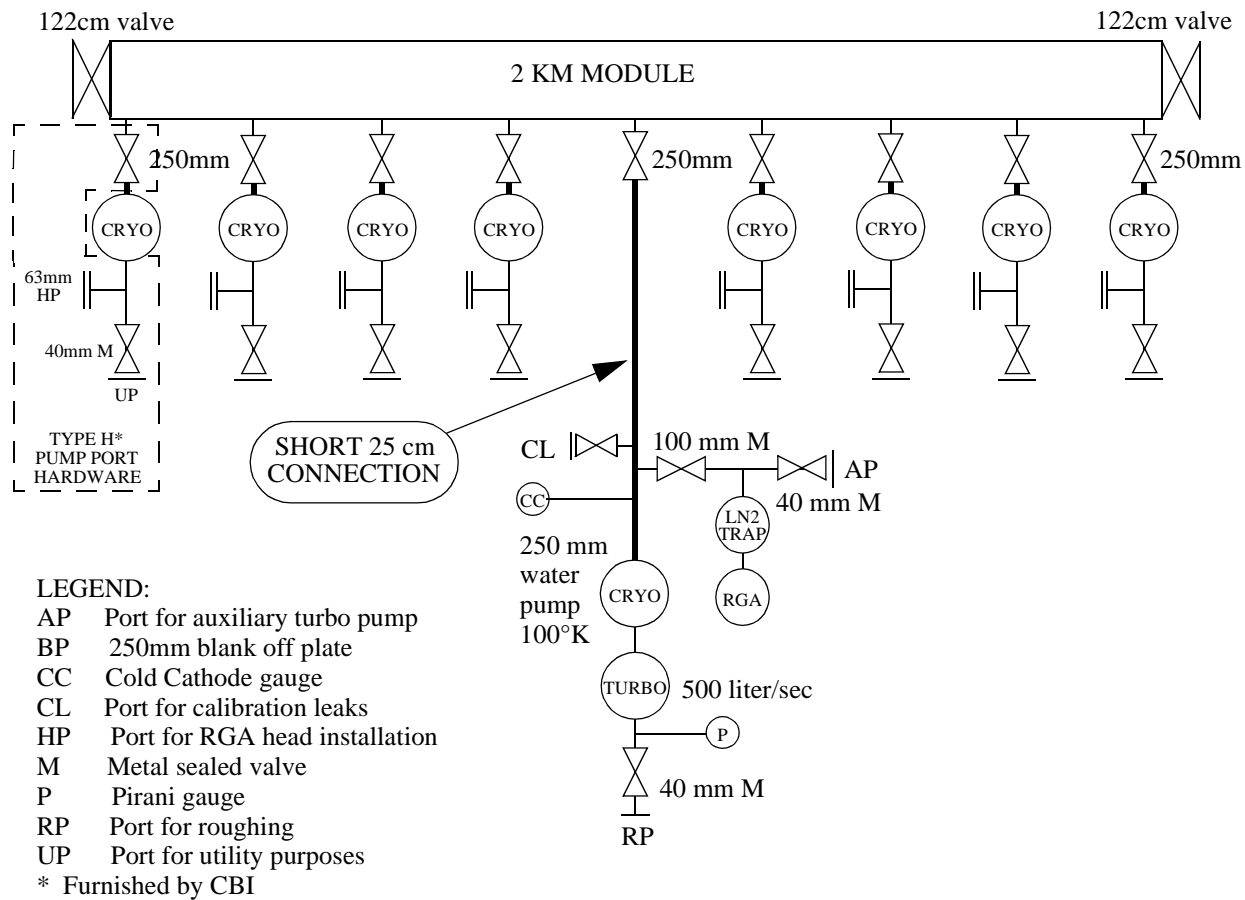 122cm valve
122cm valve
2 KM MODULE
250mm
250mm
250mm
CRYO
CRYO
CRYO
CRYO
CRYO
CRYO
CRYO
CRYO
63mm
HP
40mm M
UP
TYPE H*
PUMP PORT
HARDWARE
SHORT 25 cm
CONNECTION
CL
100 mm M
AP
40 mm M
CC
LN2
TRAP
RGA
250 mm
water
pump
100°K
CRYO
TURBO
500 liter/sec
P
40 mm M
RP
LEGEND:
AP Port for auxiliary turbo pump
BP 250mm blank off plate
CC Cold Cathode gauge
CL Port for calibration leaks
HP Port for RGA head installation
M Metal sealed valve
P Pirani gauge
RP Port for roughing
UP Port for utility purposes
* Furnished by CBI